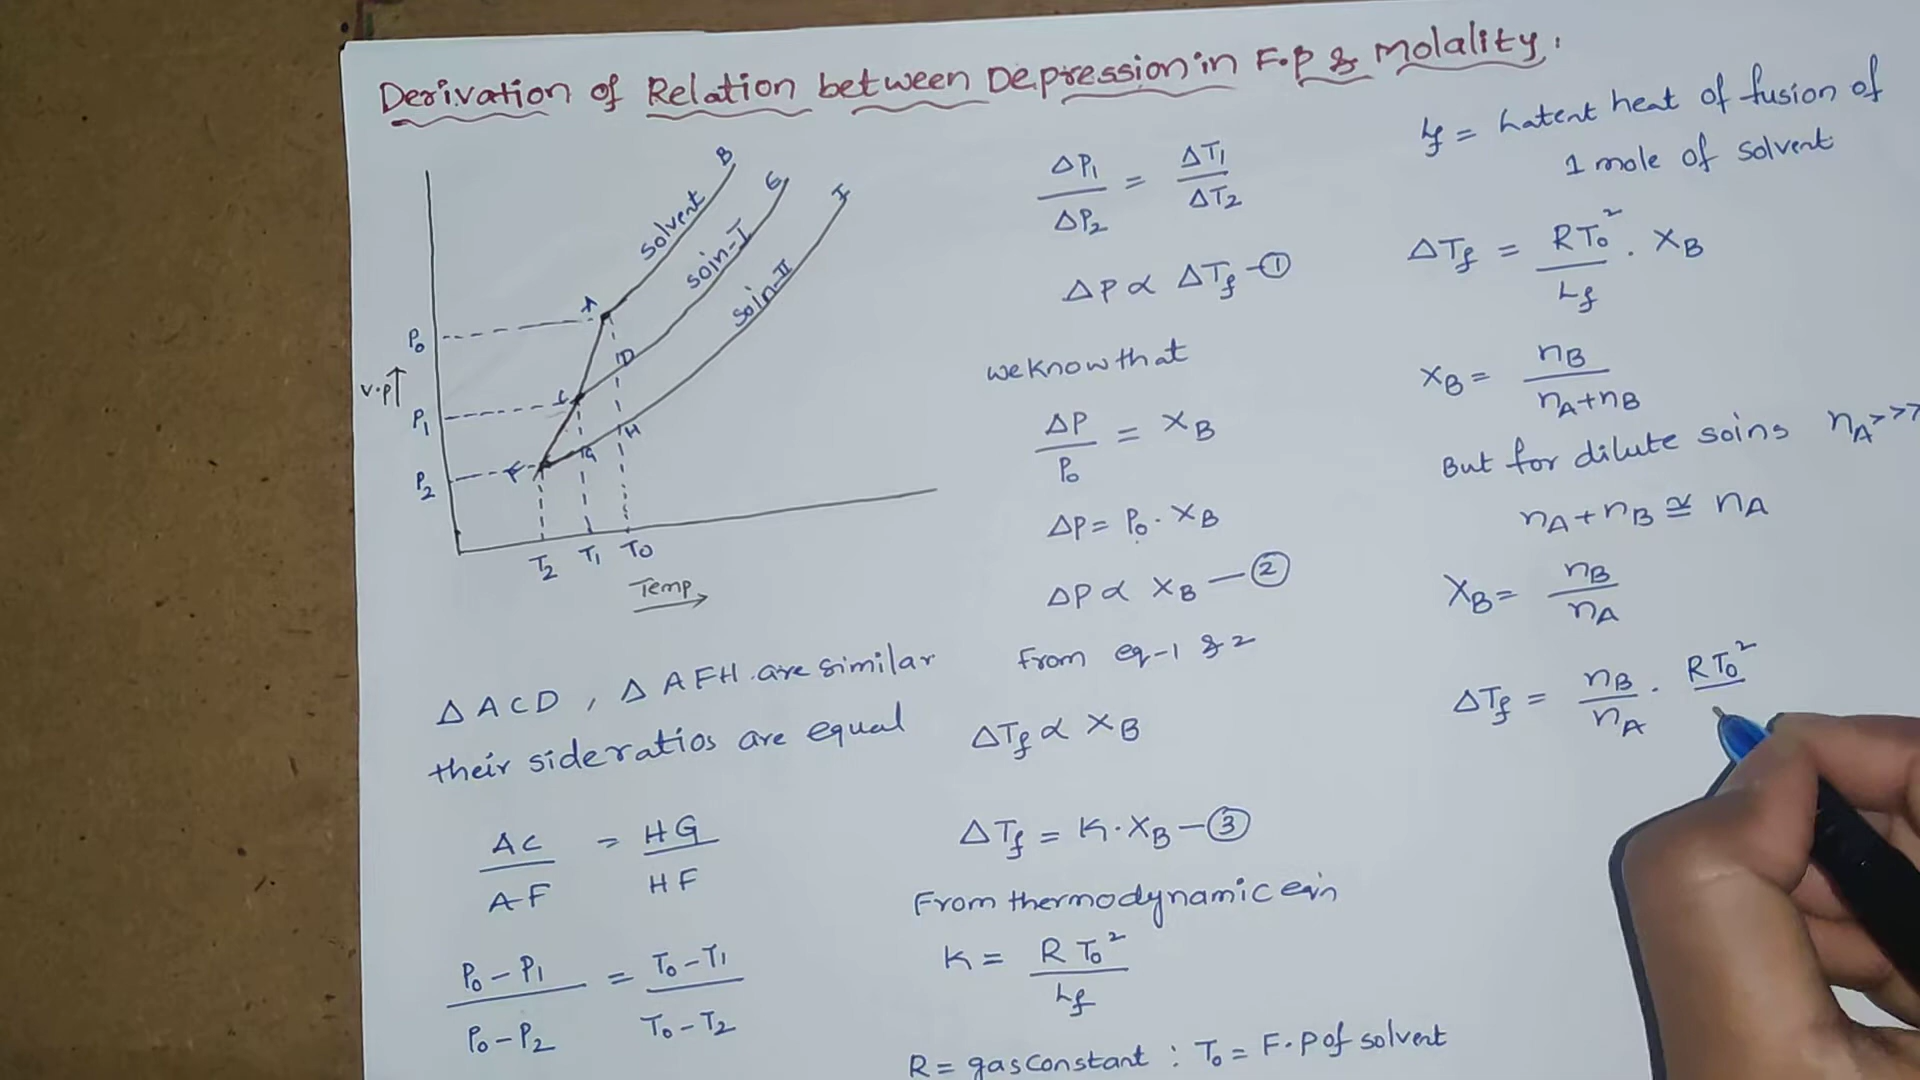 Derivation of Relation between Depression in F.P & Molality.
B
G
I
solvent
soln-I
soln-II
A
D
C
H
G
F
P₀
V.P↑
P₁
P₂
T₂ T₁ T₀
Temp
△ ACD , △ AFH are similar
their side ratios are equal
AC/AF = HG/HF
P₀-P₁/P₀-P₂ = T₀-T₁/T₀-T₂
ΔP₁/ΔP₂ = ΔT₁/ΔT₂
ΔP ∝ ΔTf -①
we know that
ΔP/P₀ = XB
ΔP = P₀ . XB
ΔP ∝ XB —②
From eq-1 & 2
ΔTf ∝ XB
ΔTf = K . XB -③
From thermodynamic
K = R T₀²/Lf
R = gas constant : T₀ = F.P of solvent
Lf = Latent heat of fusion of
1 mole of solvent
ΔTf = RT₀²/Lf . XB
XB = nB/nA+nB
But for dilute solns nA >>>
nA + nB ≅ nA
XB = nB/nA
ΔTf = nB/nA . RT₀²